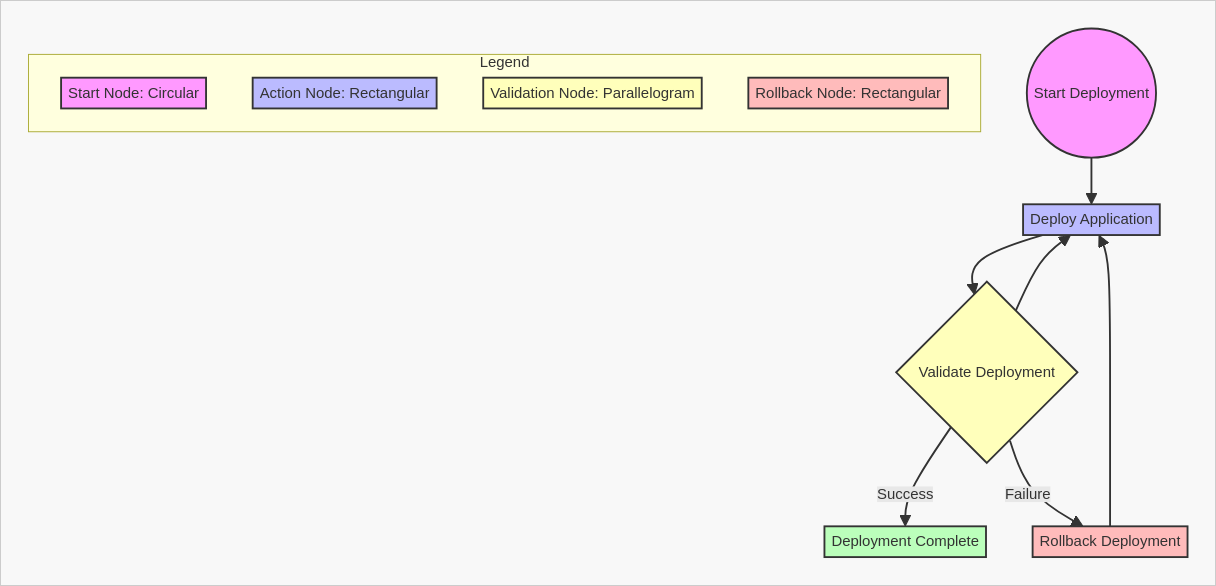 Legend
Start Node: Circular
Action Node: Rectangular
Validation Node: Parallelogram
Rollback Node: Rectangular
Start Deployment
Deploy Application
Validate Deployment
Success
Failure
Deployment Complete
Rollback Deployment